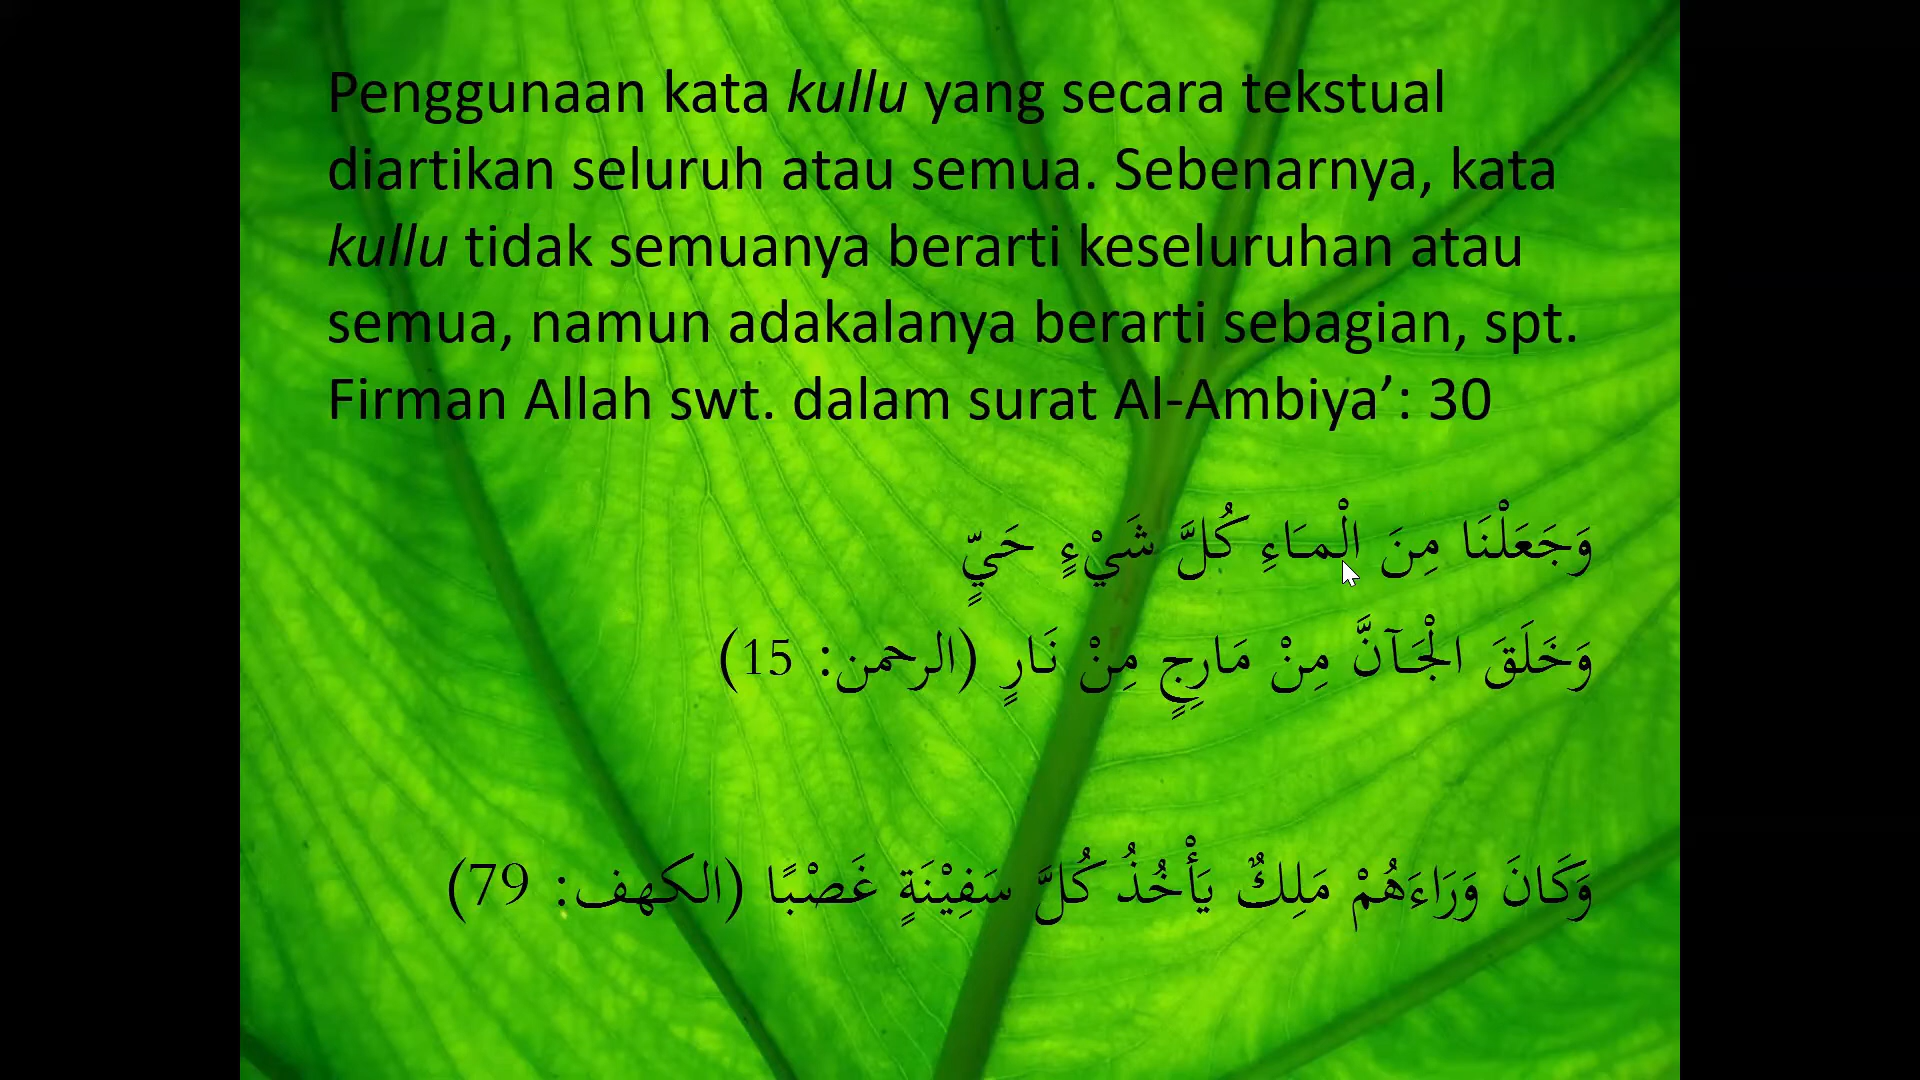 Penggunaan kata kullu yang secara tekstual
diartikan seluruh atau semua. Sebenarnya, kata
kullu tidak semuanya berarti keseluruhan atau
semua, namun adakalanya berarti sebagian, spt.
Firman Allah swt. dalam surat Al-Ambiya’: 30
وَجَعَلْنَا مِنَ الْمَاءِ كُلَّ شَيْءٍ حَيٍّ
وَخَلَقَ الْجَآنَّ مِنْ مَارِجٍ مِنْ نَارٍ (الرحمن: 15)
وَكَانَ وَرَاءَهُمْ مَلِكٌ يَأْخُذُ كُلَّ سَفِيْنَةٍ غَصْبًا (الكهف: 79)